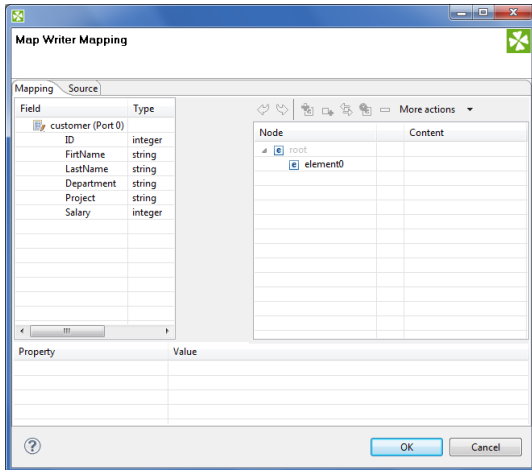 Map Writer Mapping
Mapping Source
Field Type
customer (Port 0)
ID integer
FirtName string
LastName string
Department string
Project string
Salary integer
More actions
Node Content
e root
e element0
Property Value
? OK Cancel